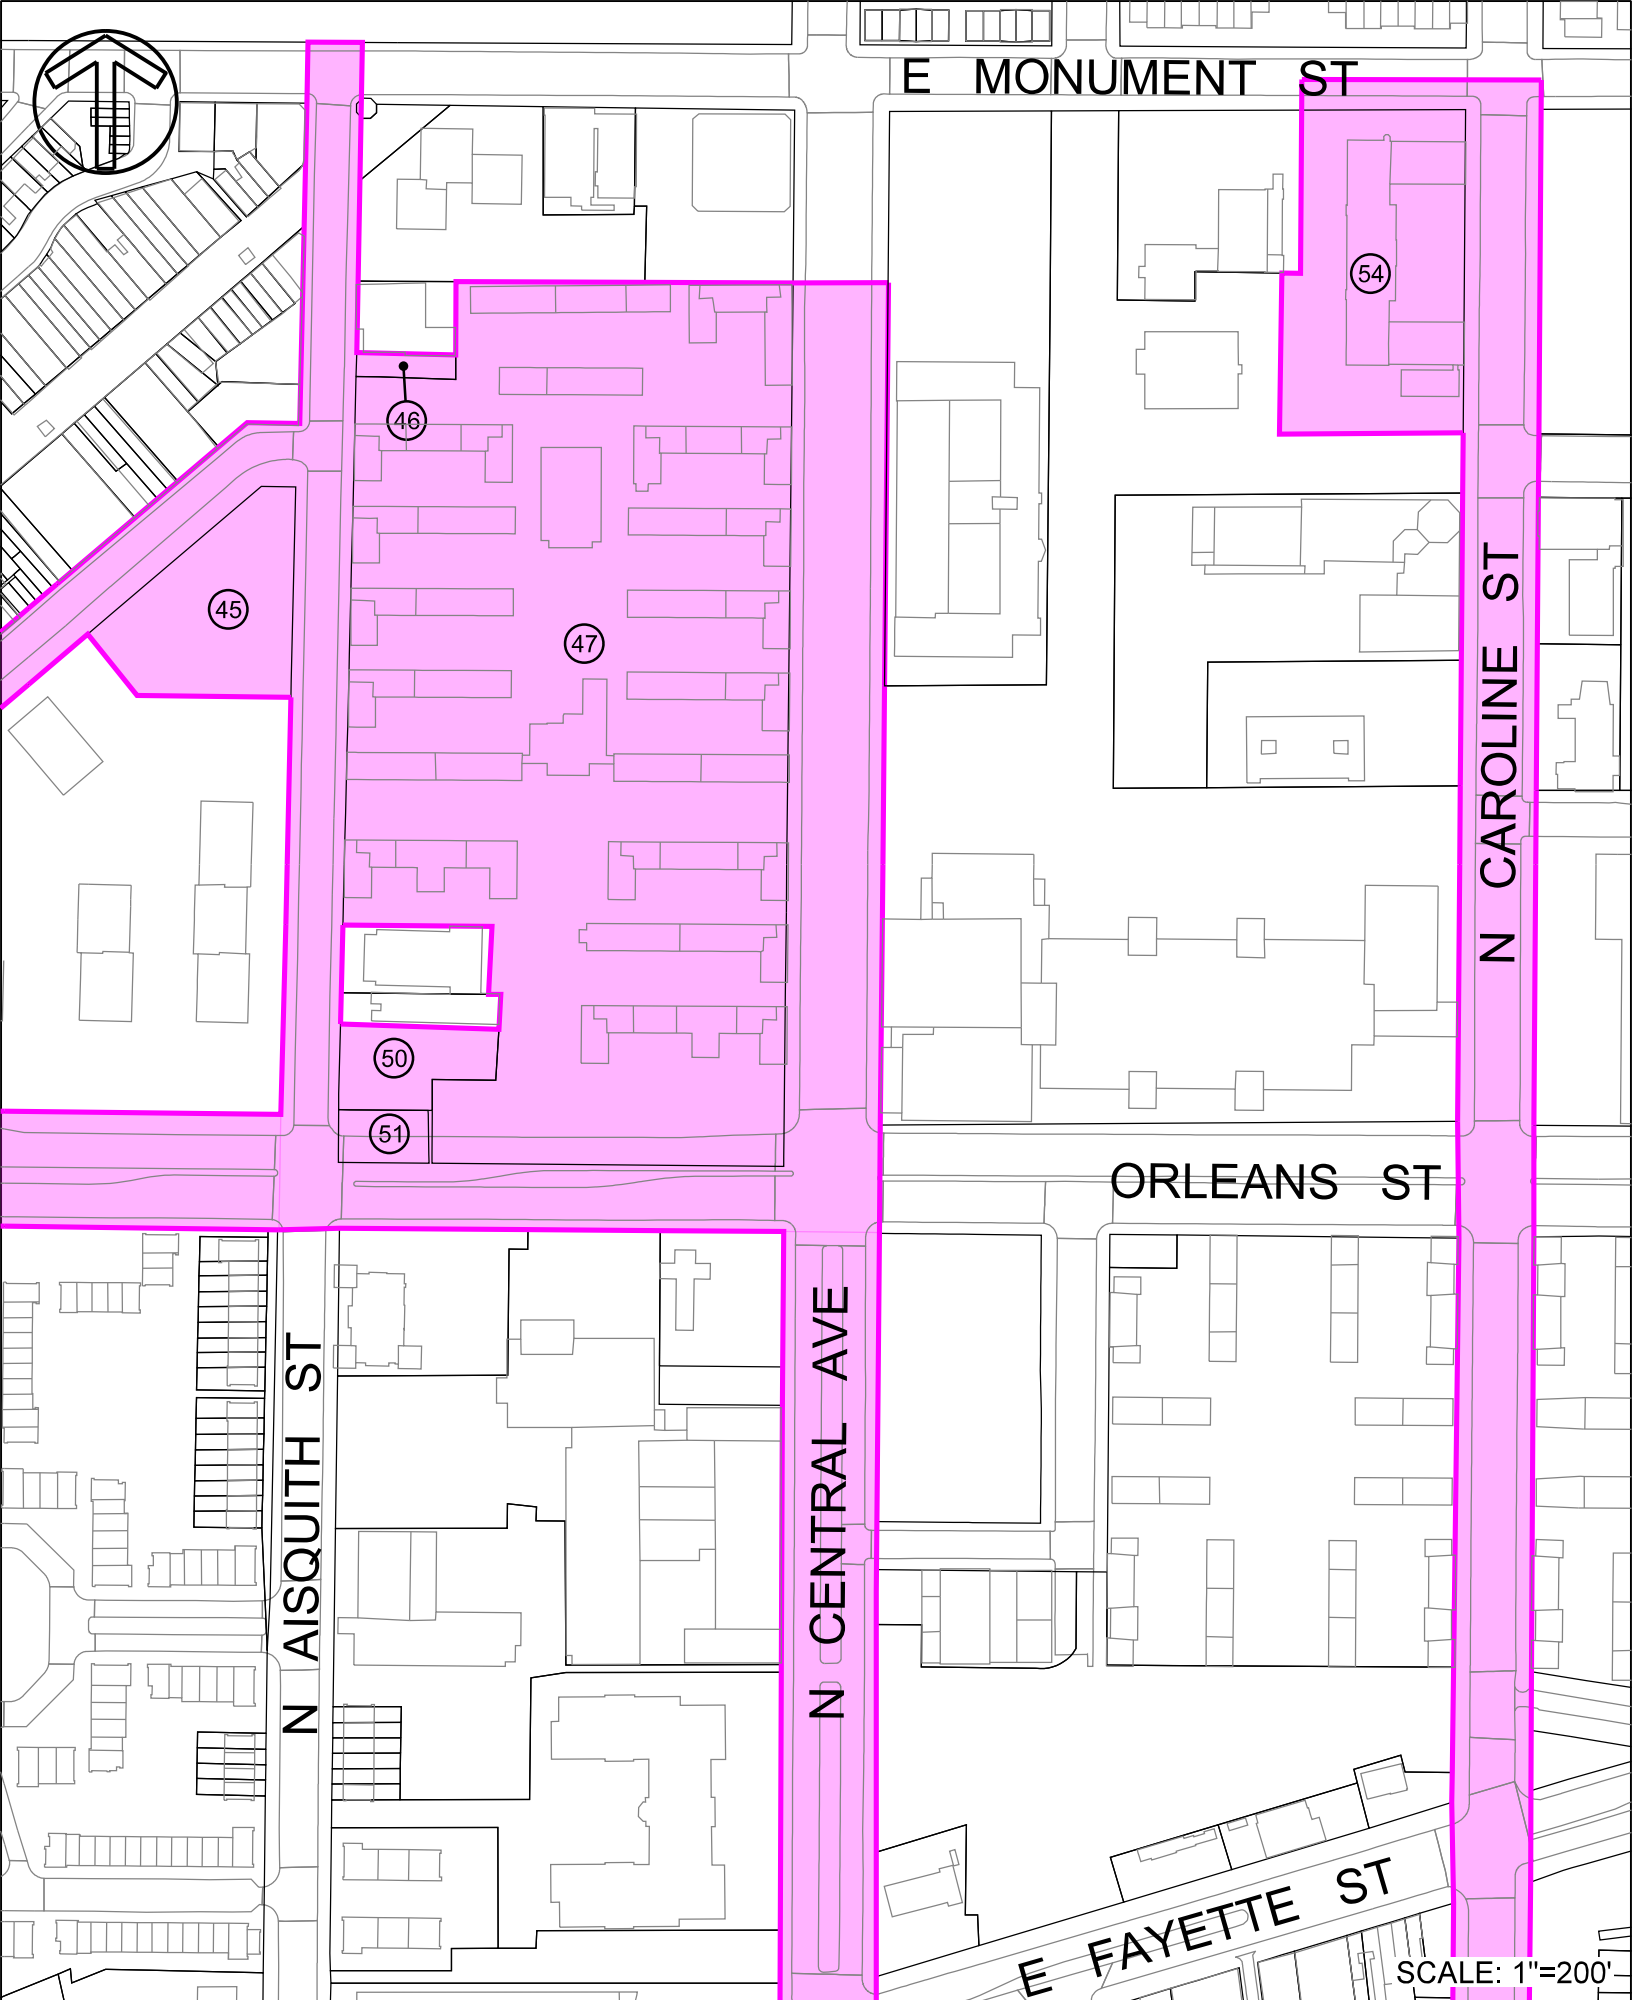 E MONUMENT ST
54
46
45
47
N CAROLINE ST
50
51
ORLEANS ST
N AISQUITH ST
N CENTRAL AVE
E FAYETTE ST
SCALE: 1"=200'